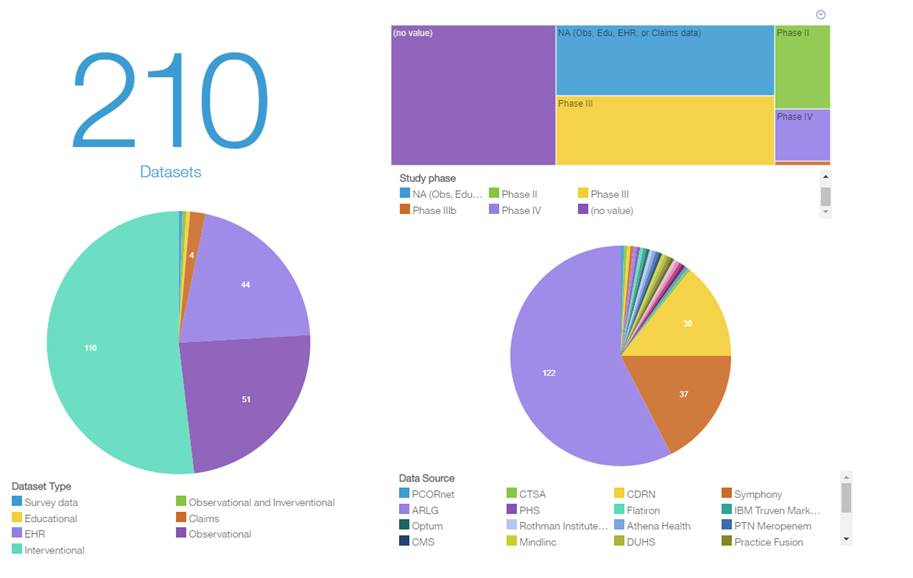 210
Datasets
(no value)
NA (Obs, Edu, EHR, or Claims data)
Phase II
Phase III
Phase IV
Study phase
NA (Obs, Edu... Phase II Phase III
Phase IIIb Phase IV (no value)
4
44
110
51
30
122
37
Dataset Type
Survey data Observational and Inverventional
Educational Claims
EHR Observational
Interventional
Data Source
PCORnet CTSA CDRN Symphony
ARLG PHS Flatiron IBM Truven Mark...
Optum Rothman Institute... Athena Health PTN Meropenem
CMS Mindlinc DUHS Practice Fusion